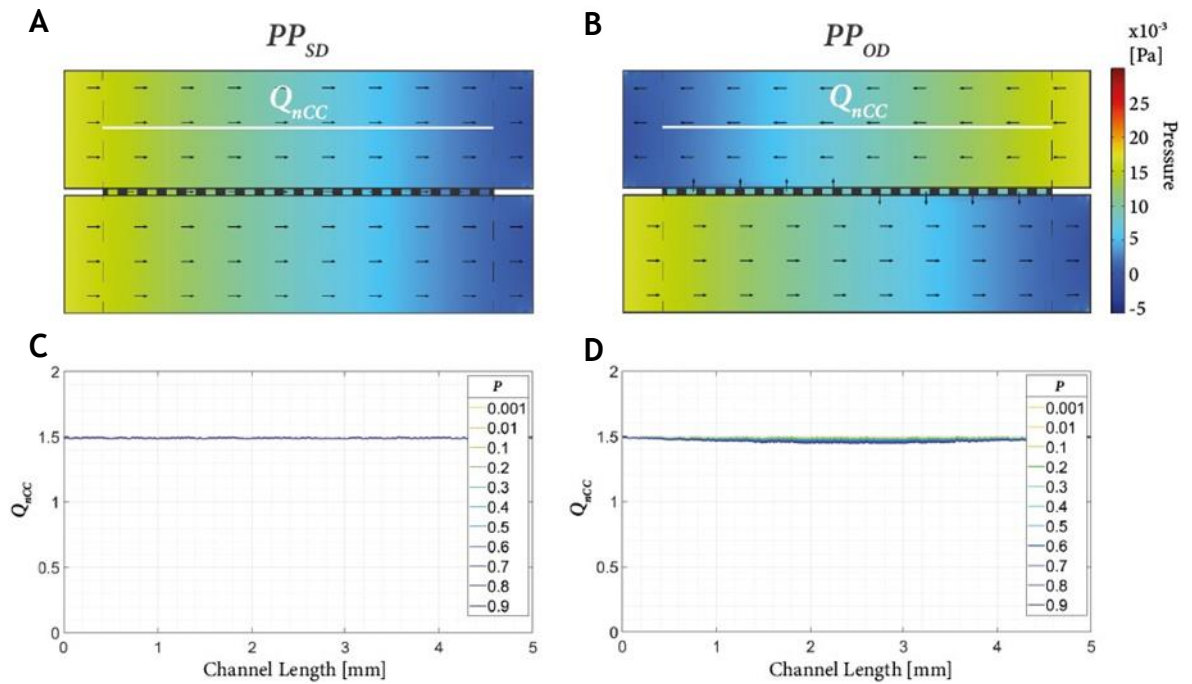 A
PP_SD
Q_nCC
B
PP_OD
Q_nCC
x10⁻³
[Pa]
25
20
15
10
5
0
-5
Pressure
C
2
1.5
1
0.5
0
Q_nCC
0 1 2 3 4 5
Channel Length [mm]
P
0.001
0.01
0.1
0.2
0.3
0.4
0.5
0.6
0.7
0.8
0.9
D
2
1.5
1
0.5
0
Q_nCC
0 1 2 3 4 5
Channel Length [mm]
P
0.001
0.01
0.1
0.2
0.3
0.4
0.5
0.6
0.7
0.8
0.9